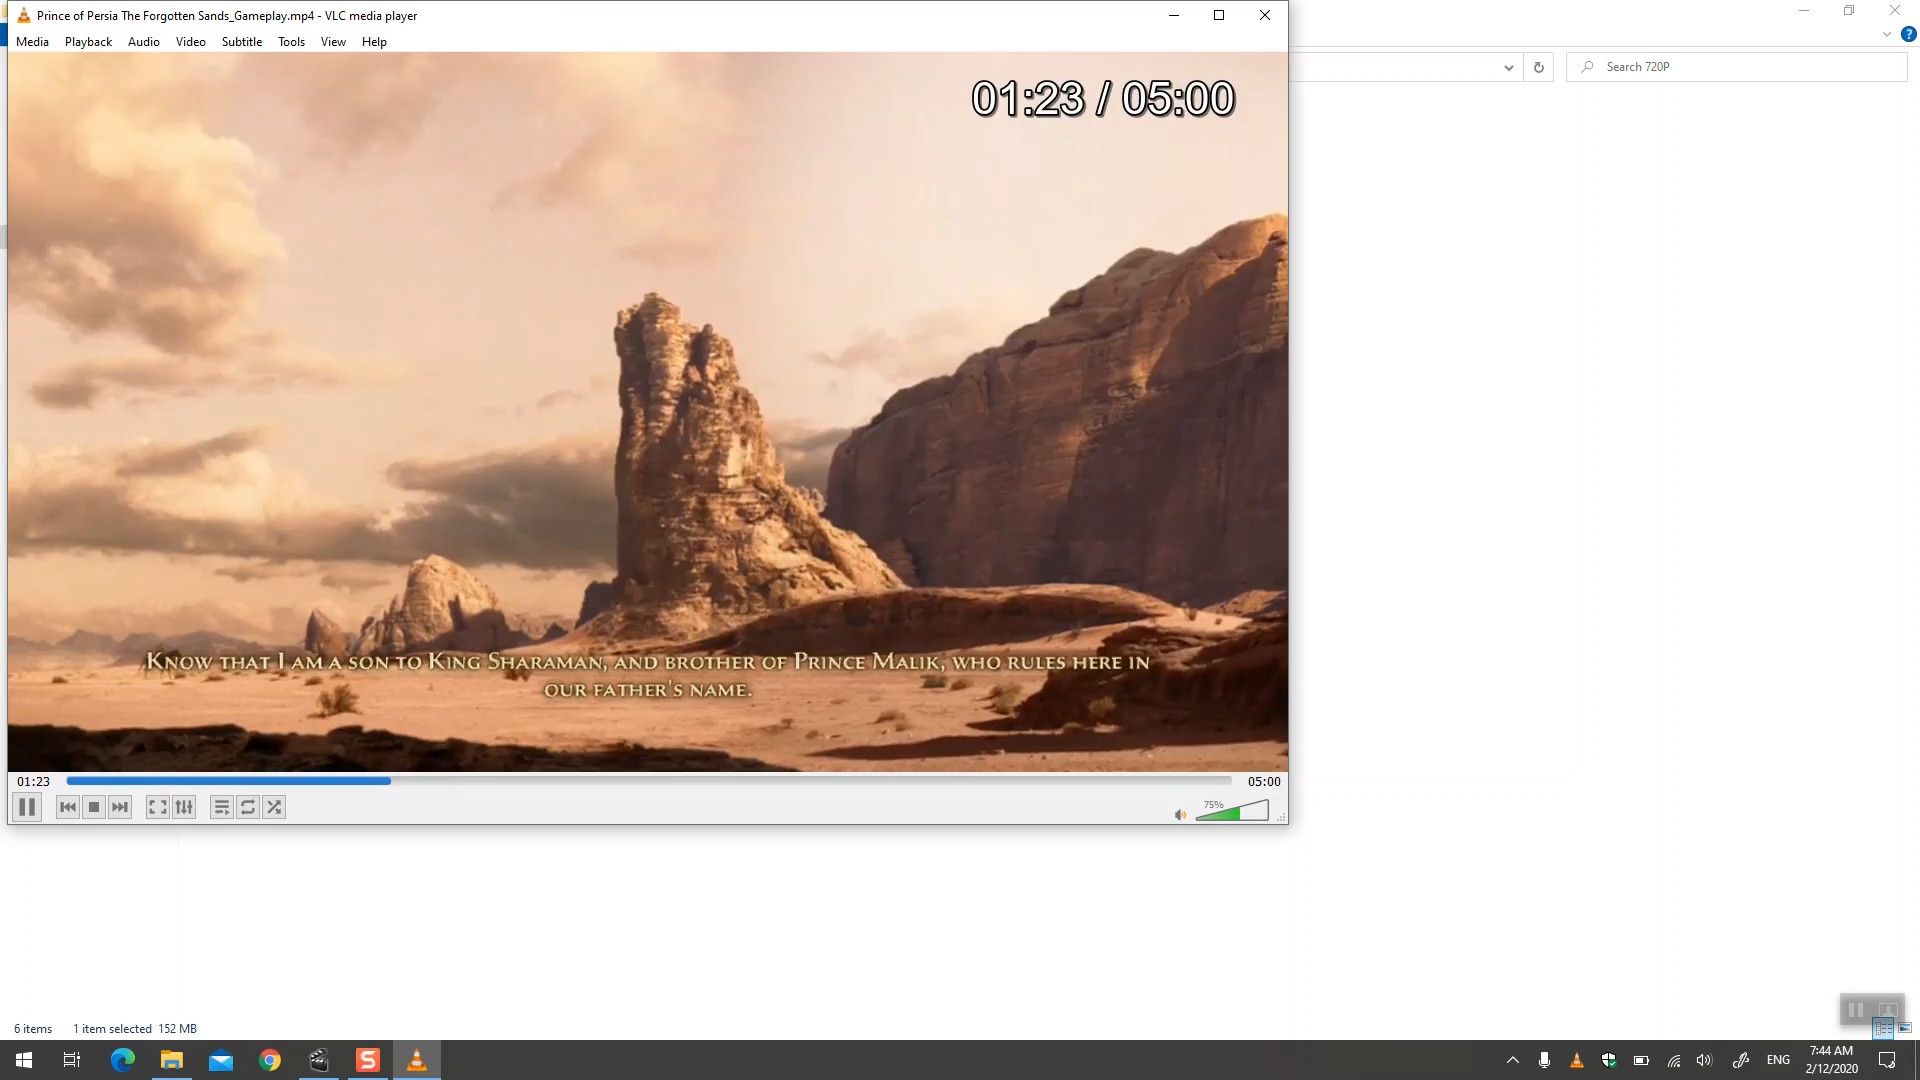 Prince of Persia The Forgotten Sands_Gameplay.mp4 - VLC media player
Media Playback Audio Video Subtitle Tools View Help
Search 720P
01:23 / 05:00
KNOW THAT I AM A SON TO KING SHARAMAN, AND BROTHER OF PRINCE MALIK, WHO RULES HERE IN
OUR FATHER'S NAME.
01:23 05:00
75%
6 items 1 item selected 152 MB
S ENG 7:44 AM
2/12/2020